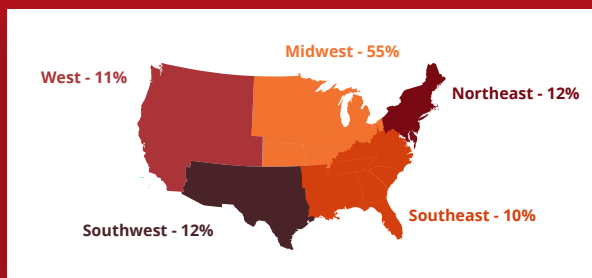 Midwest - 55%
West - 11%
Northeast - 12%
Southeast - 10%
Southwest - 12%